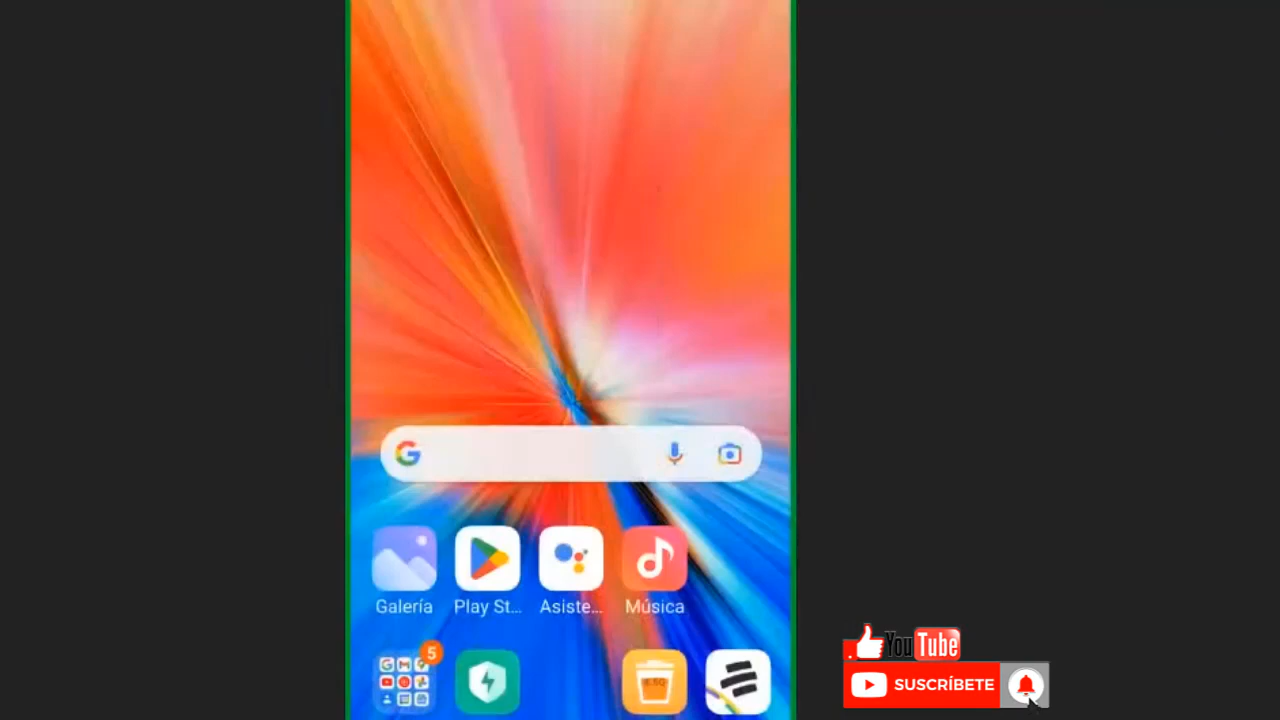 Galería
Play St...
Asiste...
Música
5
YouTube
SUSCRÍBETE